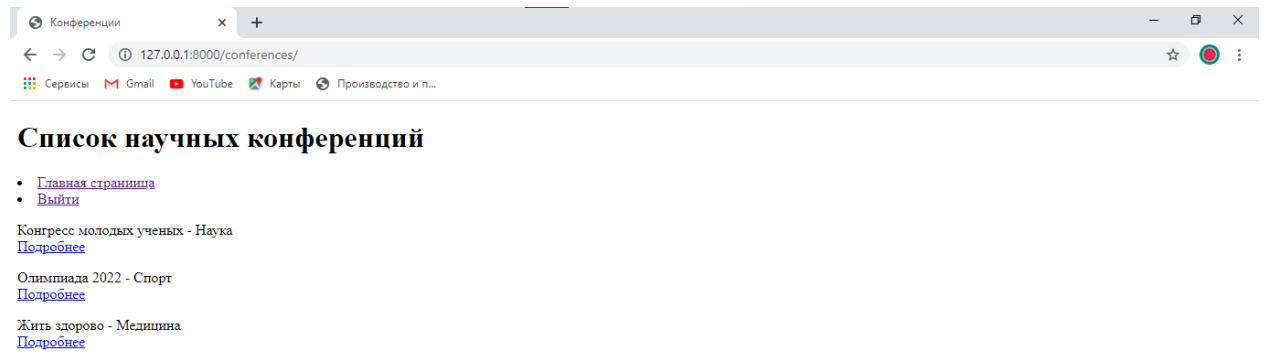 Конференции
127.0.0.1:8000/conferences/
Сервисы Gmail YouTube Карты Производство и п...
Список научных конференций
Главная страниица
Выйти
Конгресс молодых ученых - Наука
Подробнее
Олимпиада 2022 - Спорт
Подробнее
Жить здорово - Медицина
Подробнее